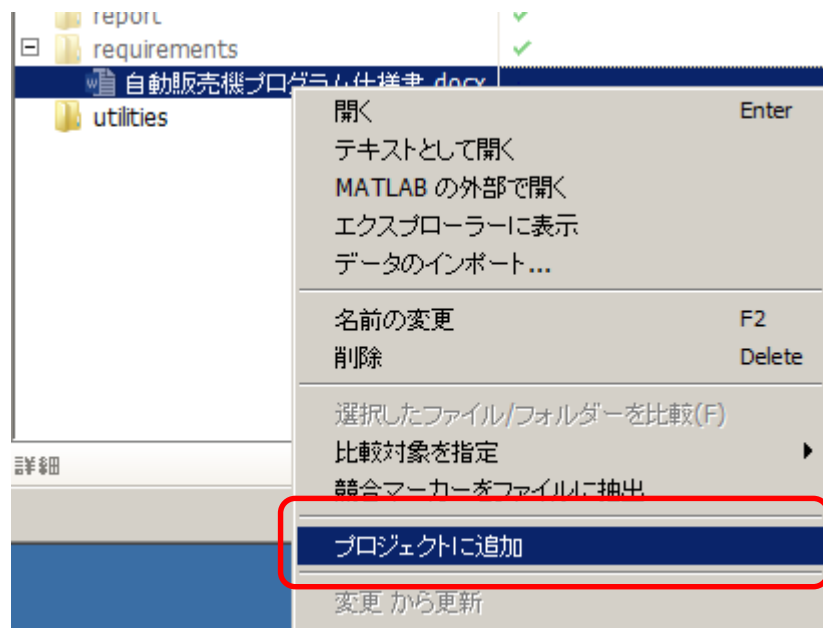 report
requirements
自動販売機プログラム仕様書.docx
utilities
開く Enter
テキストとして開く
MATLAB の外部で開く
エクスプローラーに表示
データのインポート...
名前の変更 F2
削除 Delete
選択したファイル/フォルダーを比較(F)
比較対象を指定
詳細
競合マーカーをファイルに抽出
プロジェクトに追加
変更 から更新